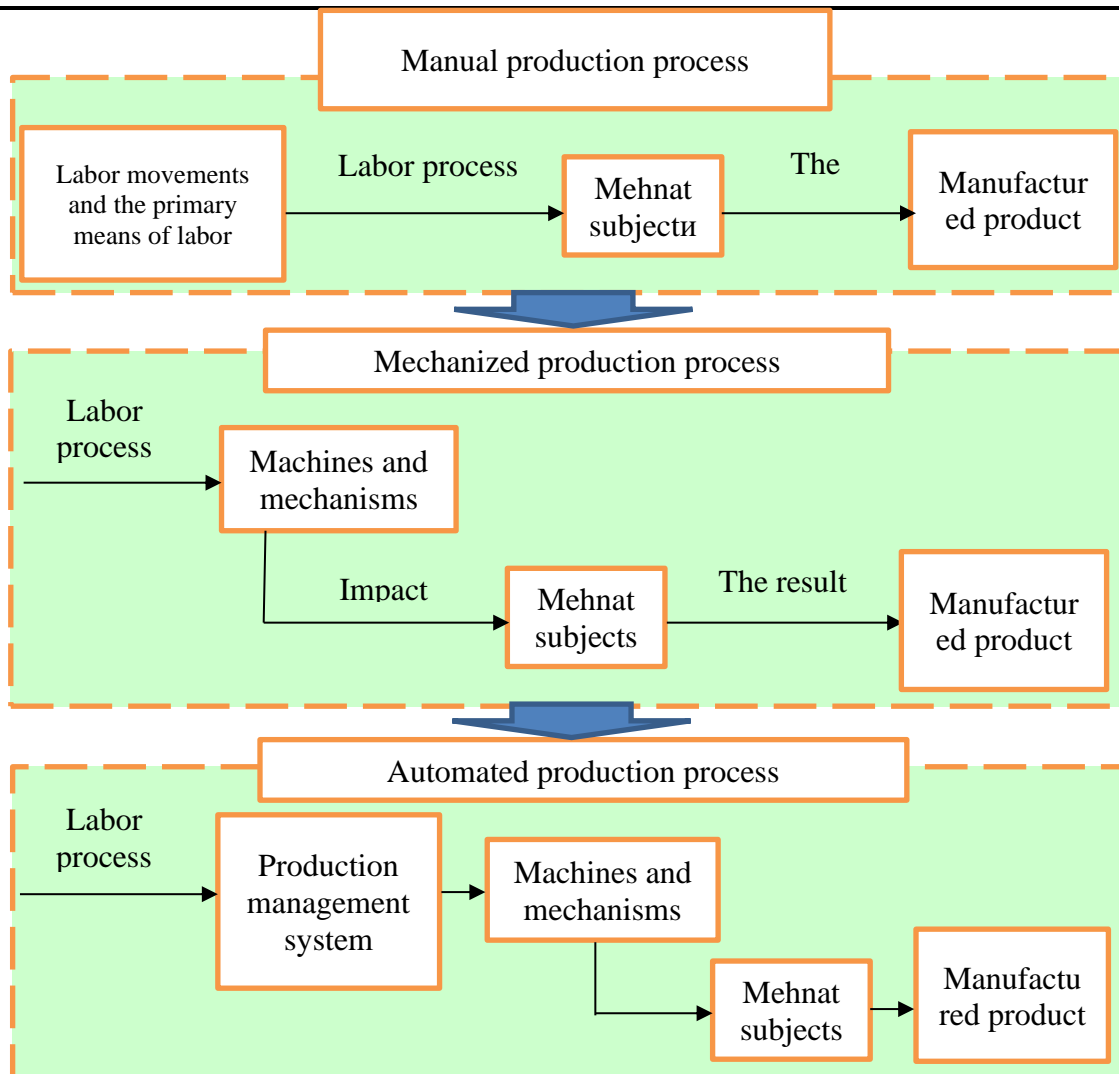 Manual production process
Labor movements
and the primary
means of labor
Labor process
Mehnat
subjectи
The
Manufactur
ed product
Mechanized production process
Labor
process
Machines and
mechanisms
Impact
Mehnat
subjects
The result
Manufactur
ed product
Automated production process
Labor
process
Production
management
system
Machines and
mechanisms
Mehnat
subjects
Manufactu
red product